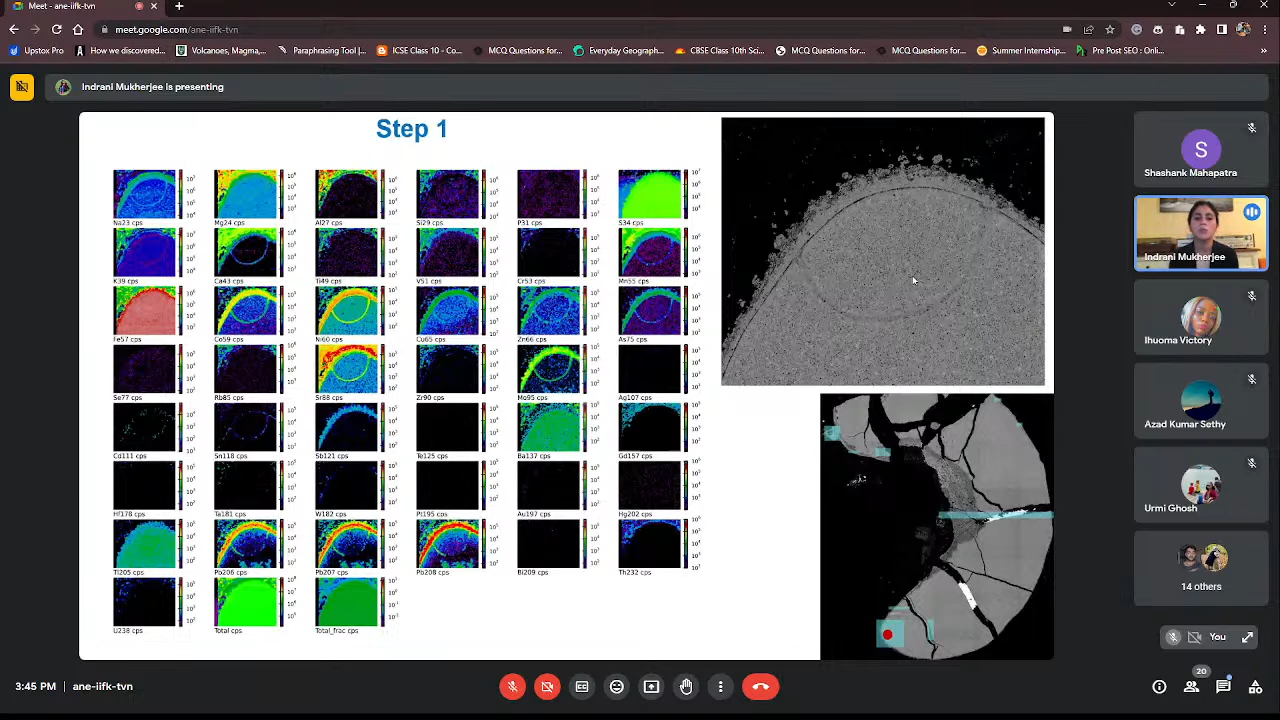 Meet - ane-iifk-tvn
meet.google.com/ane-iifk-tvn
Upstox Pro
How we discovered...
Volcoes, Magma,...
Paraphrasing Tool |...
ICSE Class 10 - Co...
MCQ Questions for...
Everyday Geograph...
CBSE Class 10th Sci...
MCQ Questions for...
MCQ Questions for...
Summer Internship...
Pre Post SEO : Onli...
Indrani Mukherjee is presenting
Step 1
Na23 cps
Mg24 cps
Al27 cps
Si29 cps
P31 cps
S34 cps
K39 cps
Ca43 cps
Ti49 cps
V51 cps
Cr53 cps
Mn55 cps
Fe57 cps
Co59 cps
Ni60 cps
Cu65 cps
Zn66 cps
As75 cps
Se77 cps
Rb85 cps
Sr88 cps
Zr90 cps
Mo95 cps
Ag107 cps
Cd111 cps
Sn118 cps
Sb121 cps
Te125 cps
Ba137 cps
Gd157 cps
Hf178 cps
Ta181 cps
W182 cps
Pt195 cps
Au197 cps
Hg202 cps
Tl205 cps
Pb206 cps
Pb207 cps
Pb208 cps
Bi209 cps
Th232 cps
U238 cps
Total cps
Total_frac cps
S
Shashank Mahapatra
Indrani Mukherjee
Ihuoma Victory
Azad Kumar Sethy
Urmi Ghosh
14 others
You
3:45 PM | ane-iifk-tvn
20